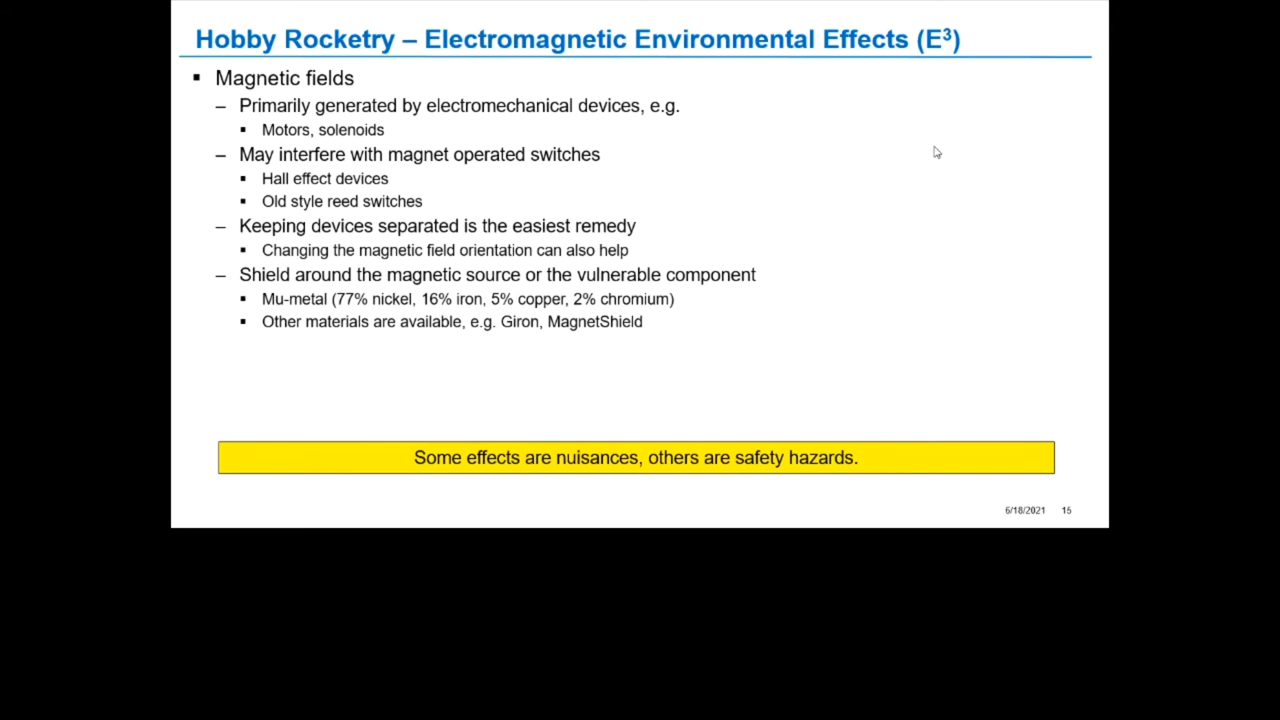 Hobby Rocketry – Electromagnetic Environmental Effects (E³)
▪ Magnetic fields
– Primarily generated by electromechanical devices, e.g.
▪ Motors, solenoids
– May interfere with magnet operated switches
▪ Hall effect devices
▪ Old style reed switches
– Keeping devices separated is the easiest remedy
▪ Changing the magnetic field orientation can also help
– Shield around the magnetic source or the vulnerable component
▪ Mu-metal (77% nickel, 16% iron, 5% copper, 2% chromium)
▪ Other materials are available, e.g. Giron, MagnetShield
Some effects are nuisances, others are safety hazards.
6/18/2021 15